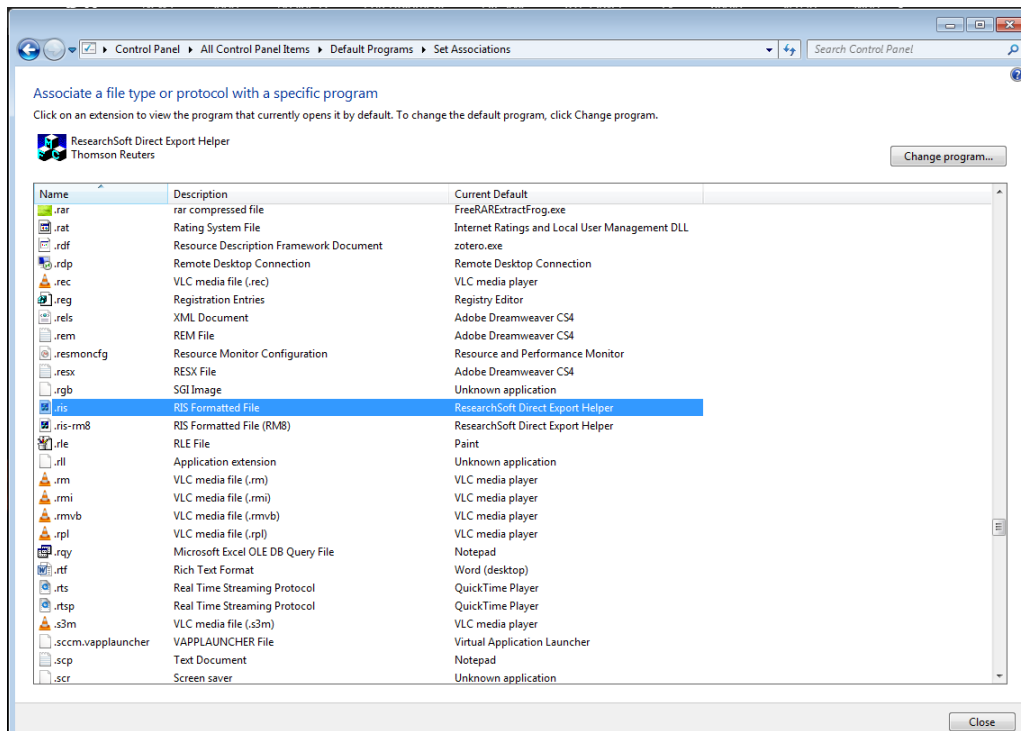 Control Panel ▸ All Control Panel Items ▸ Default Programs ▸ Set Associations
Search Control Panel
Associate a file type or protocol with a specific program
Click on an extension to view the program that currently opens it by default. To change the default program, click Change program.
ResearchSoft Direct Export Helper
Thomson Reuters
Change program...
Name Description Current Default
.rar rar compressed file FreeRARExtractFrog.exe
.rat Rating System File Internet Ratings and Local User Management DLL
.rdf Resource Description Framework Document zotero.exe
.rdp Remote Desktop Connection Remote Desktop Connection
.rec VLC media file (.rec) VLC media player
.reg Registration Entries Registry Editor
.rels XML Document Adobe Dreamweaver CS4
.rem REM File Adobe Dreamweaver CS4
.resmoncfg Resource Monitor Configuration Resource and Performance Monitor
.resx RESX File Adobe Dreamweaver CS4
.rgb SGI Image Unknown application
.ris RIS Formatted File ResearchSoft Direct Export Helper
.ris-rm8 RIS Formatted File (RM8) ResearchSoft Direct Export Helper
.rle RLE File Paint
.rll Application extension Unknown application
.rm VLC media file (.rm) VLC media player
.rmi VLC media file (.rmi) VLC media player
.rmvb VLC media file (.rmvb) VLC media player
.rpl VLC media file (.rpl) VLC media player
.rqy Microsoft Excel OLE DB Query File Notepad
.rtf Rich Text Format Word (desktop)
.rts Real Time Streaming Protocol QuickTime Player
.rtsp Real Time Streaming Protocol QuickTime Player
.s3m VLC media file (.s3m) VLC media player
.sccm.vapplauncher VAPPLAUNCHER File Virtual Application Launcher
.scp Text Document Notepad
.scr Screen saver Unknown application
Close